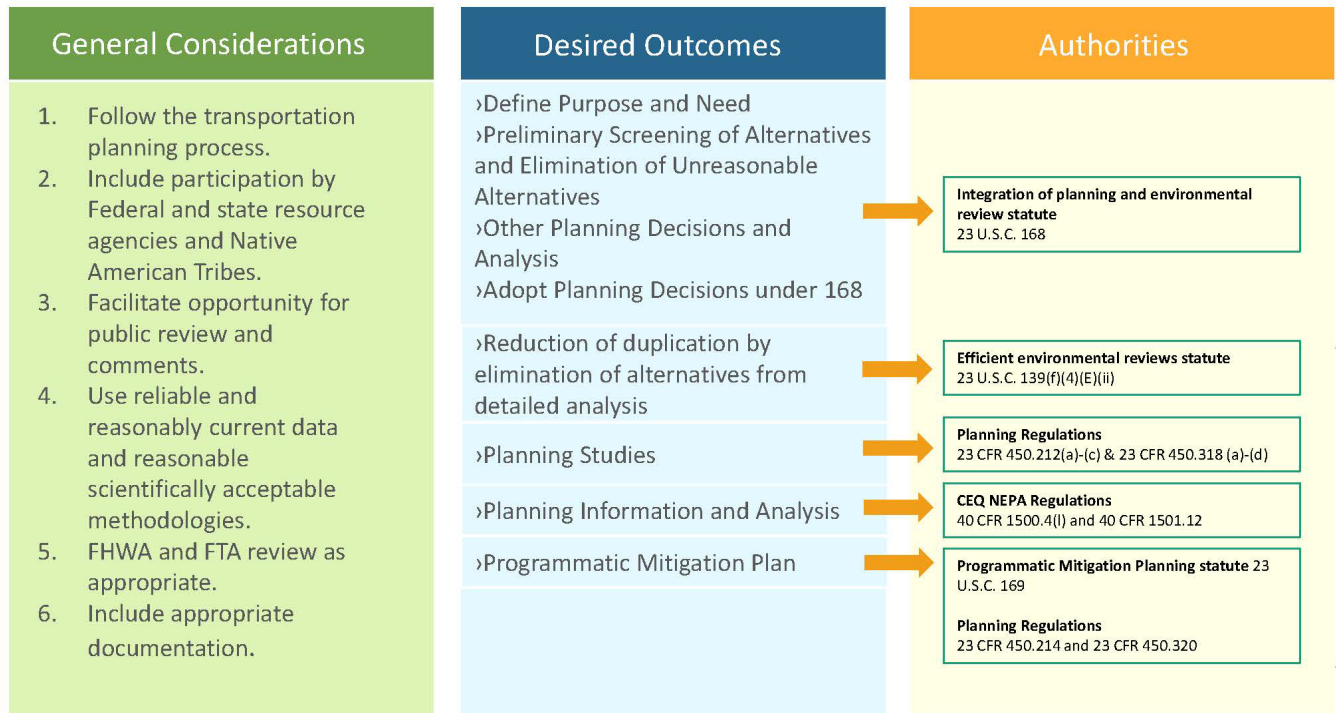 General Considerations
1. Follow the transportation
planning process.
2. Include participation by
Federal and state resource
agencies and Native
American Tribes.
3. Facilitate opportunity for
public review and
comments.
4. Use reliable and
reasonably current data
and reasonable
scientifically acceptable
methodologies.
5. FHWA and FTA review as
appropriate.
6. Include appropriate
documentation.
Desired Outcomes
›Define Purpose and Need
›Preliminary Screening of Alternatives
and Elimination of Unreasonable
Alternatives
›Other Planning Decisions and
Analysis
›Adopt Planning Decisions under 168
›Reduction of duplication by
elimination of alternatives from
detailed analysis
›Planning Studies
›Planning Information and Analysis
›Programmatic Mitigation Plan
Authorities
Integration of planning and environmental
review statute
23 U.S.C. 168
Efficient environmental reviews statute
23 U.S.C. 139(f)(4)(E)(ii)
Planning Regulations
23 CFR 450.212(a)-(c) & 23 CFR 450.318 (a)-(d)
CEQ NEPA Regulations
40 CFR 1500.4(l) and 40 CFR 1501.12
Programmatic Mitigation Planning statute 23
U.S.C. 169
Planning Regulations
23 CFR 450.214 and 23 CFR 450.320